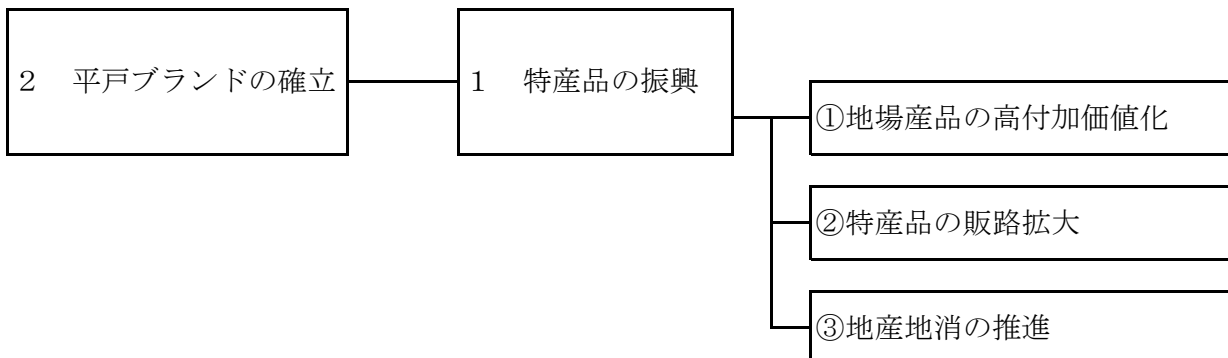 2　平戸ブランドの確立
1　特産品の振興
①地場産品の高付加価値化
②特産品の販路拡大
③地産地消の推進